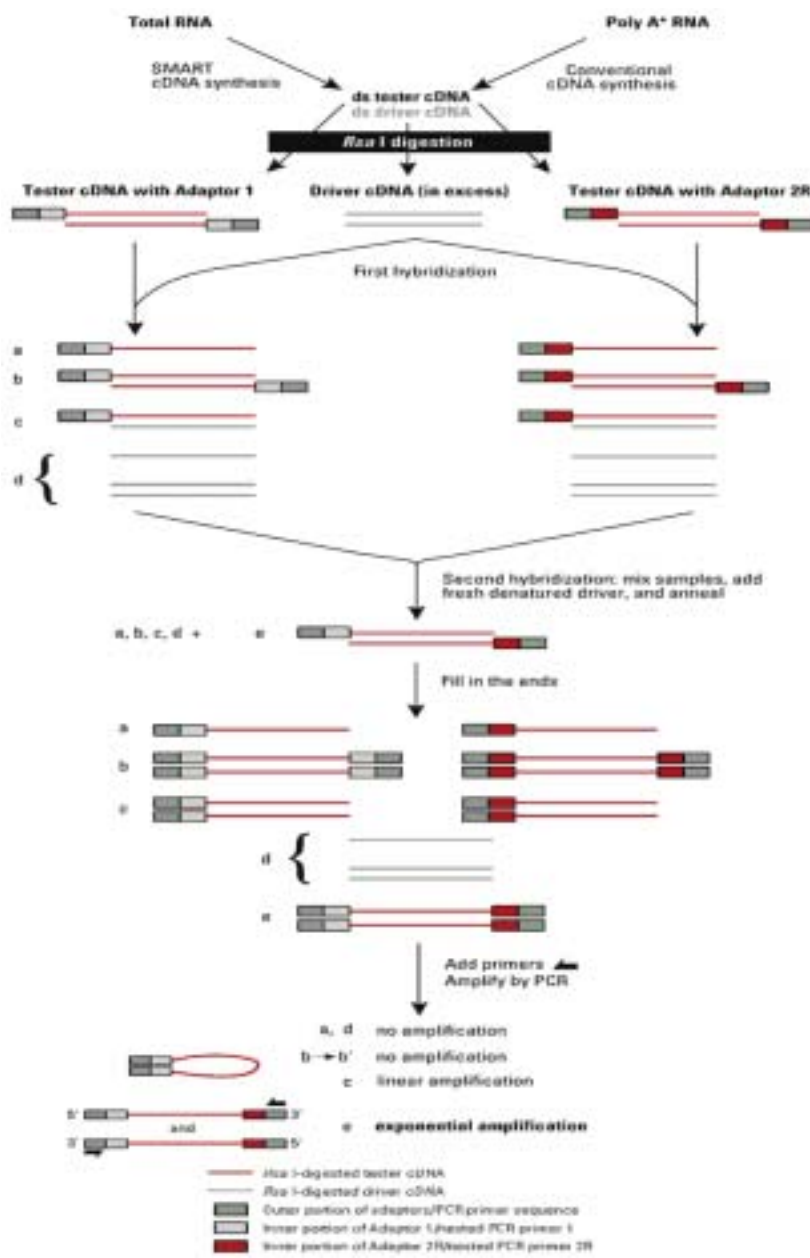 Total RNA
Poly A+ RNA
SMART
cDNA synthesis
Conventional
cDNA synthesis
ds tester cDNA
ds driver cDNA
Rsa I digestion
Tester cDNA with Adaptor 1
Driver cDNA (in excess)
Tester cDNA with Adaptor 2R
First hybridization
a
b
c
d {
Second hybridization: mix samples, add
fresh denatured driver, and anneal
a, b, c, d + e
Fill in the ends
a
b
c
d {
e
Add primers
Amplify by PCR
a, d no amplification
b → b' no amplification
c linear amplification
5' 3'
and
e exponential amplification
3' 5'
Rsa I-digested tester cDNA
Rsa I-digested driver cDNA
Outer portion of adaptors/PCR primer sequence
Inner portion of Adaptor 1/nested PCR primer 1
Inner portion of Adaptor 2R/nested PCR primer 2R